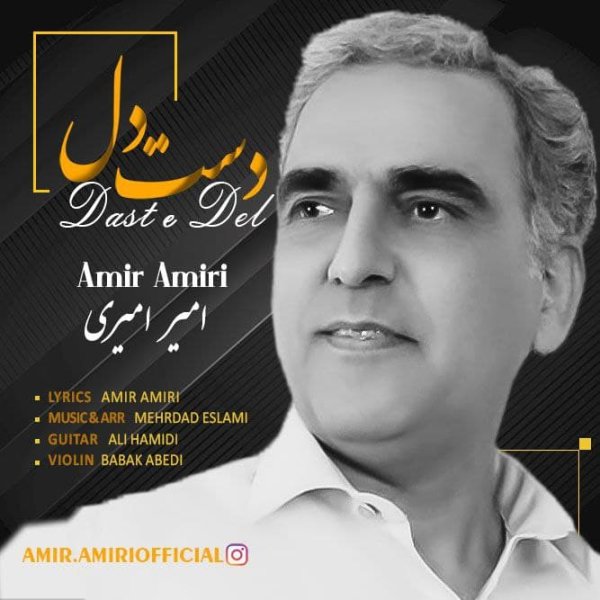 دست دل
Dast e Del
Amir Amiri
امیر امیری
LYRICS AMIR AMIRI
MUSIC & ARR MEHRDAD ESLAMI
GUITAR ALI HAMIDI
VIOLIN BABAK ABEDI
AMIR.AMIRIOFFICIAL